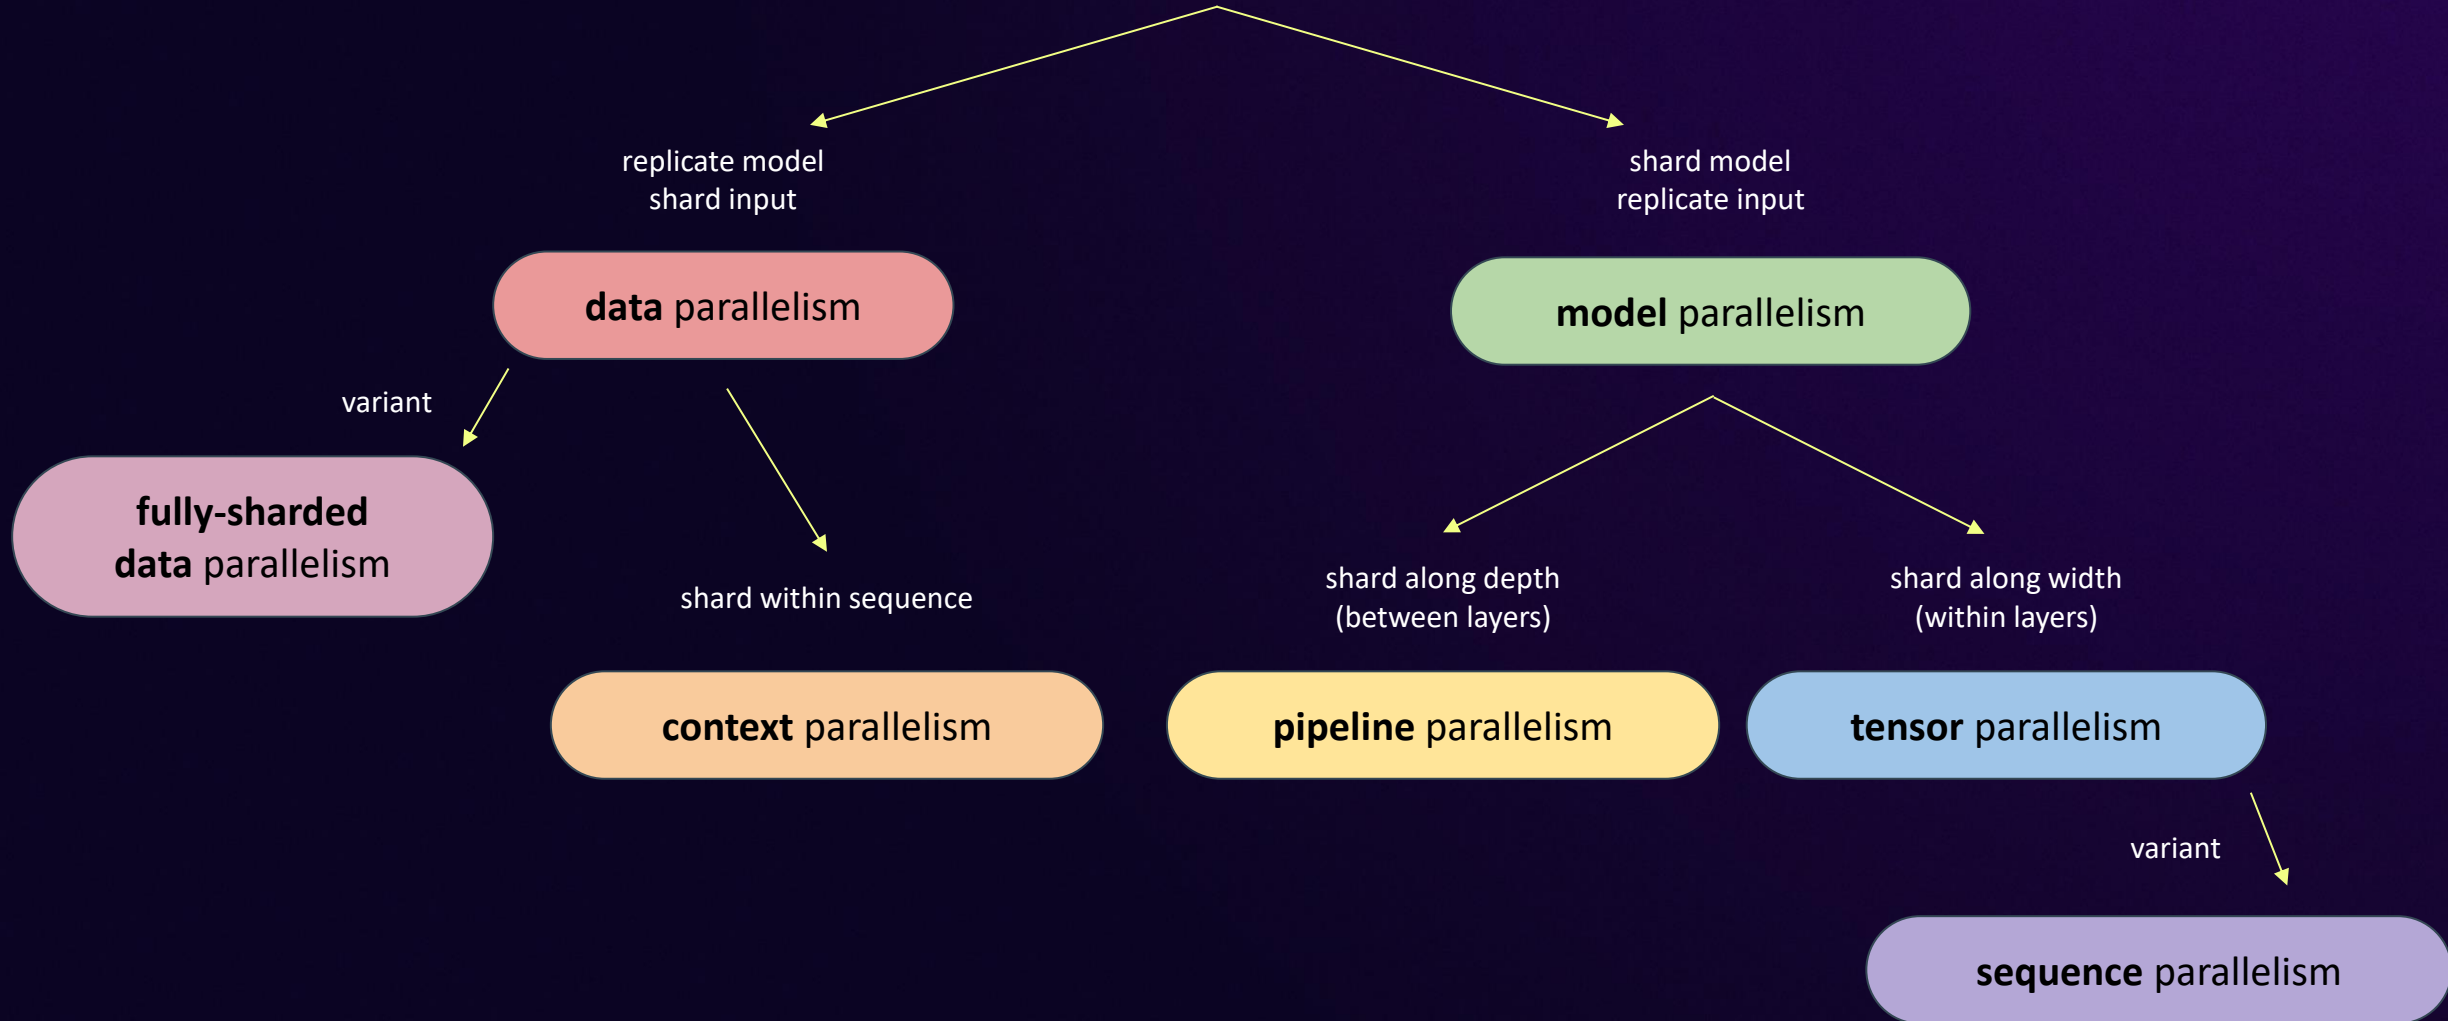 replicate model
shard input
shard model
replicate input
data parallelism
model parallelism
variant
fully-sharded
data parallelism
shard within sequence
shard along depth
(between layers)
shard along width
(within layers)
context parallelism
pipeline parallelism
tensor parallelism
variant
sequence parallelism